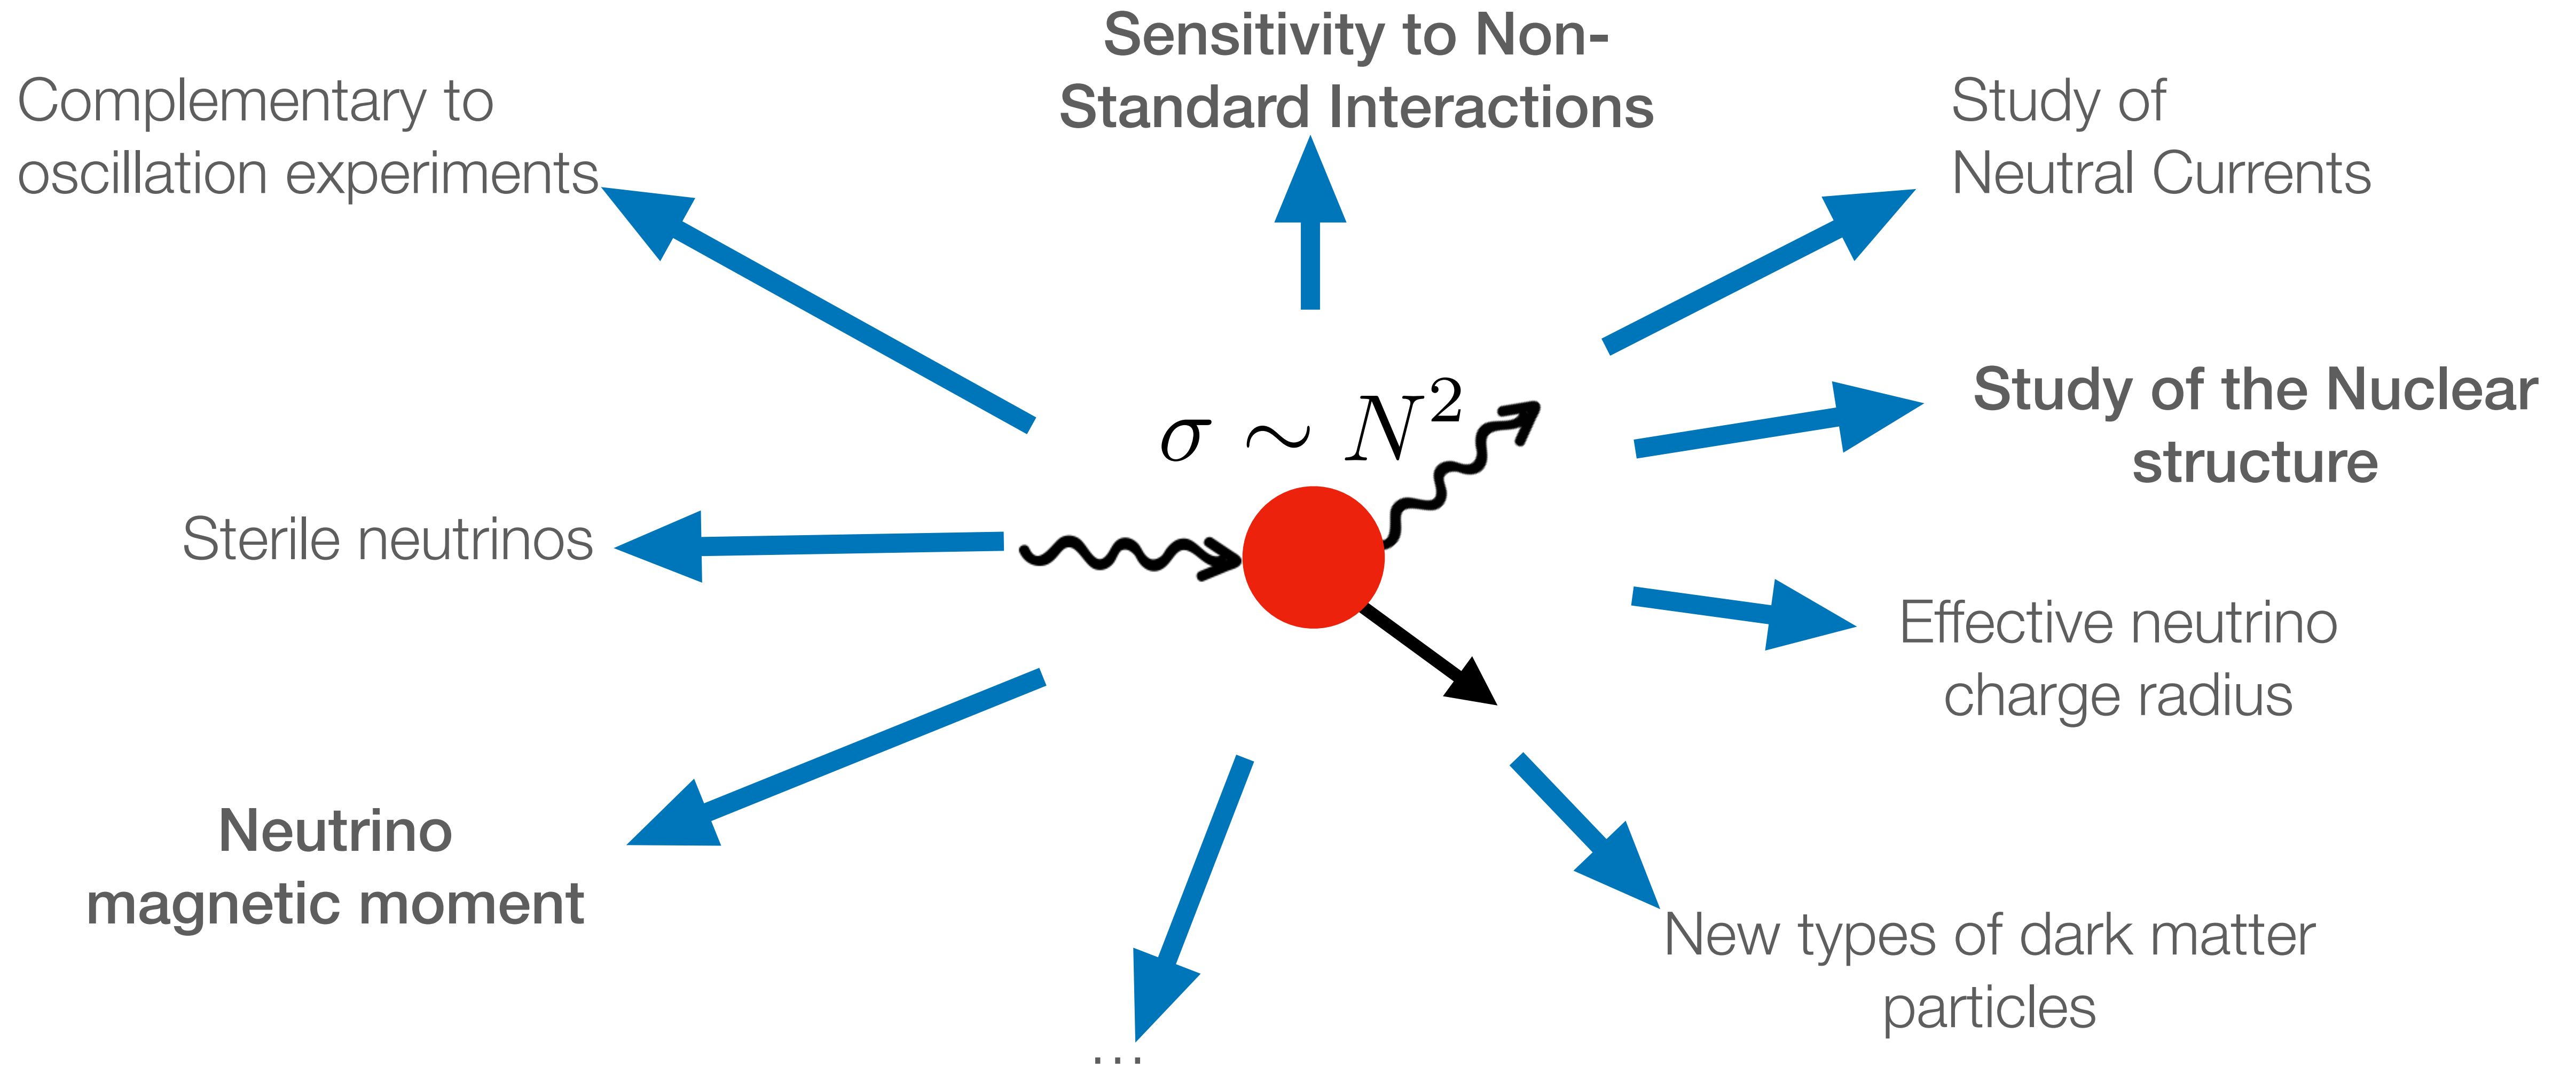 Sensitivity to Non-
Standard Interactions
Complementary to
oscillation experiments
Study of
Neutral Currents
σ ∼ N²
Study of the Nuclear
structure
Sterile neutrinos
Effective neutrino
charge radius
Neutrino
magnetic moment
New types of dark matter
particles
...